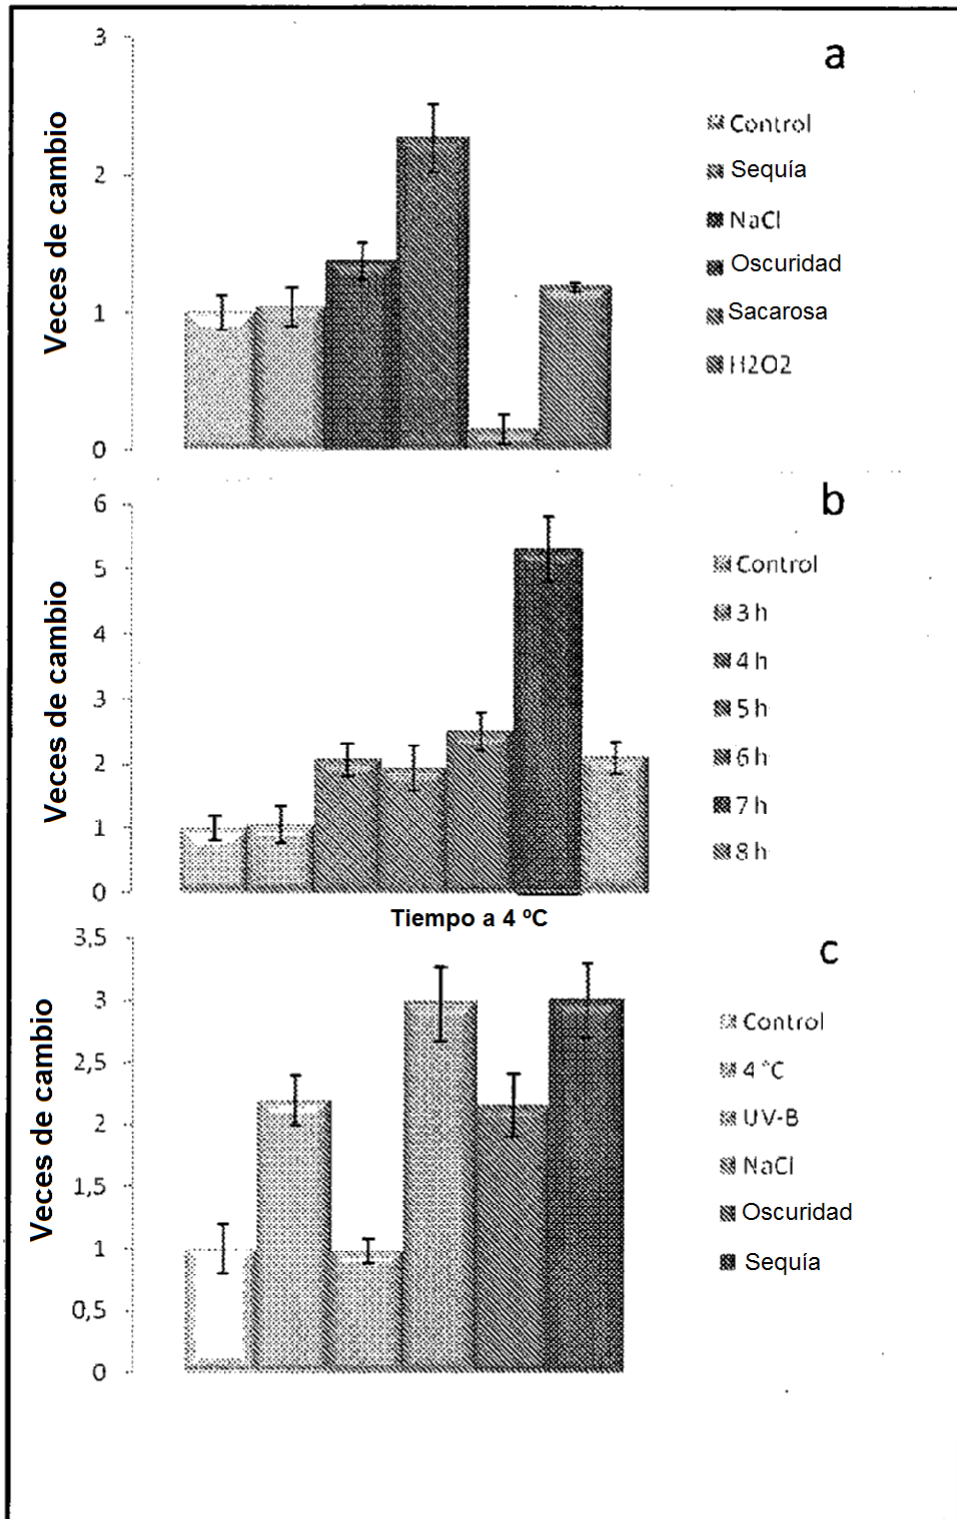 a
Veces de cambio
3
2
1
0
Control
Sequía
NaCl
Oscuridad
Sacarosa
H2O2
b
Veces de cambio
6
5
4
3
2
1
0
Control
3 h
4 h
5 h
6 h
7 h
8 h
Tiempo a 4 ºC
c
Veces de cambio
3,5
3
2,5
2
1,5
1
0,5
0
Control
4 °C
UV-B
NaCl
Oscuridad
Sequía